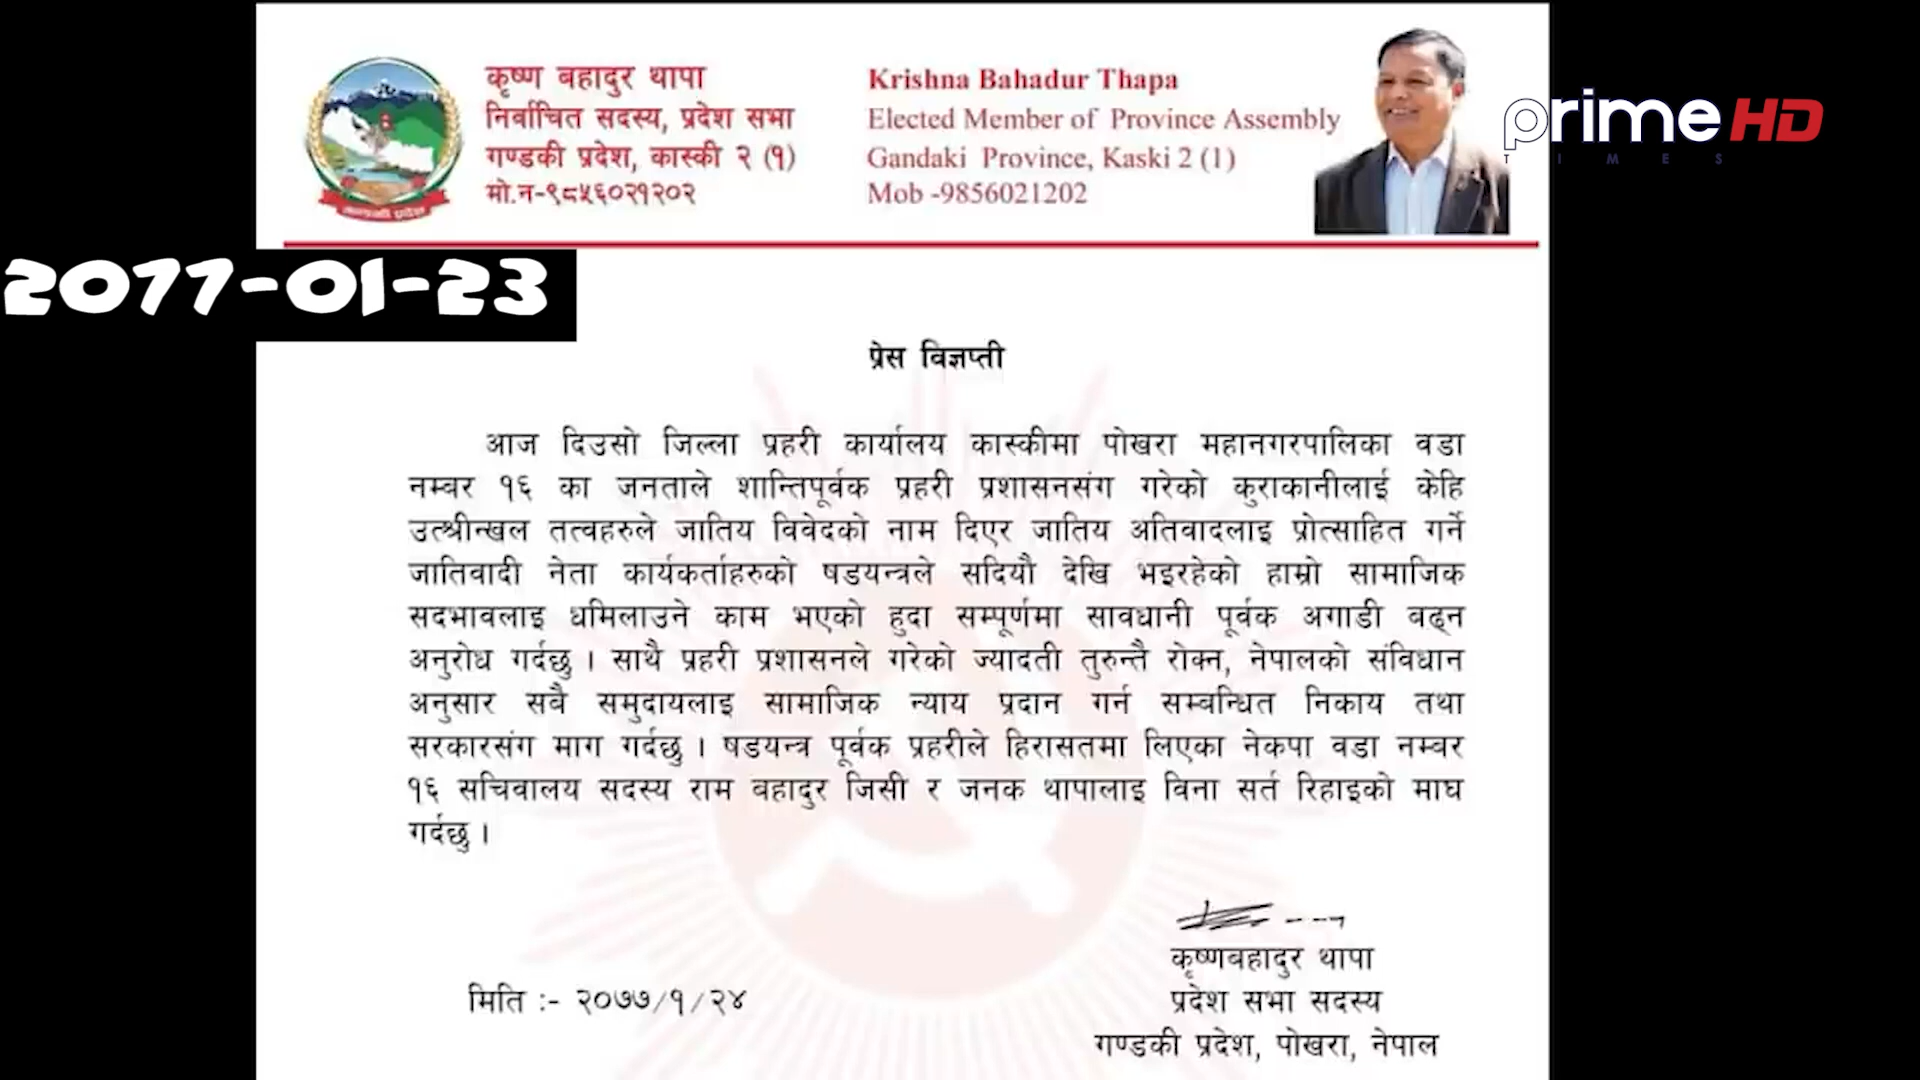 कृष्ण बहादुर थापा
निर्वाचित सदस्य, प्रदेश सभा
गण्डकी प्रदेश, कास्की २ (१)
मो.न-९८५६०२१२०२
Krishna Bahadur Thapa
Elected Member of Province Assembly
Gandaki Province, Kaski 2 (1)
Mob -9856021202
prime HD
TIMES
गण्डकी प्रदेश
2077-01-23
प्रेस विज्ञप्ती
आज दिउसो जिल्ला प्रहरी कार्यालय कास्कीमा पोखरा महानगरपालिका वडा
नम्बर १६ का जनताले शान्तिपूर्वक प्रहरी प्रशासनसंग गरेको कुराकानीलाई केहि
उत्श्रीन्खल तत्वहरुले जातिय विवेदको नाम दिएर जातिय अतिवादलाइ प्रोत्साहित गर्ने
जातिवादी नेता कार्यकर्ताहरुको षडयन्त्रले सदियौ देखि भइरहेको हाम्रो सामाजिक
सदभावलाइ धमिलाउने काम भएको हुदा सम्पूर्णमा सावधानी पूर्वक अगाडी बढ्न
अनुरोध गर्दछु । साथै प्रहरी प्रशासनले गरेको ज्यादती तुरुन्तै रोक्न, नेपालको संविधान
अनुसार सबै समुदायलाइ सामाजिक न्याय प्रदान गर्न सम्बन्धित निकाय तथा
सरकारसंग माग गर्दछु । षडयन्त्र पूर्वक प्रहरीले हिरासतमा लिएका नेकपा वडा नम्बर
१६ सचिवालय सदस्य राम बहादुर जिसी र जनक थापालाइ विना सर्त रिहाइको माघ
गर्दछु ।
कृष्णबहादुर थापा
मिति :- २०७७/१/२४
प्रदेश सभा सदस्य
गण्डकी प्रदेश, पोखरा, नेपाल